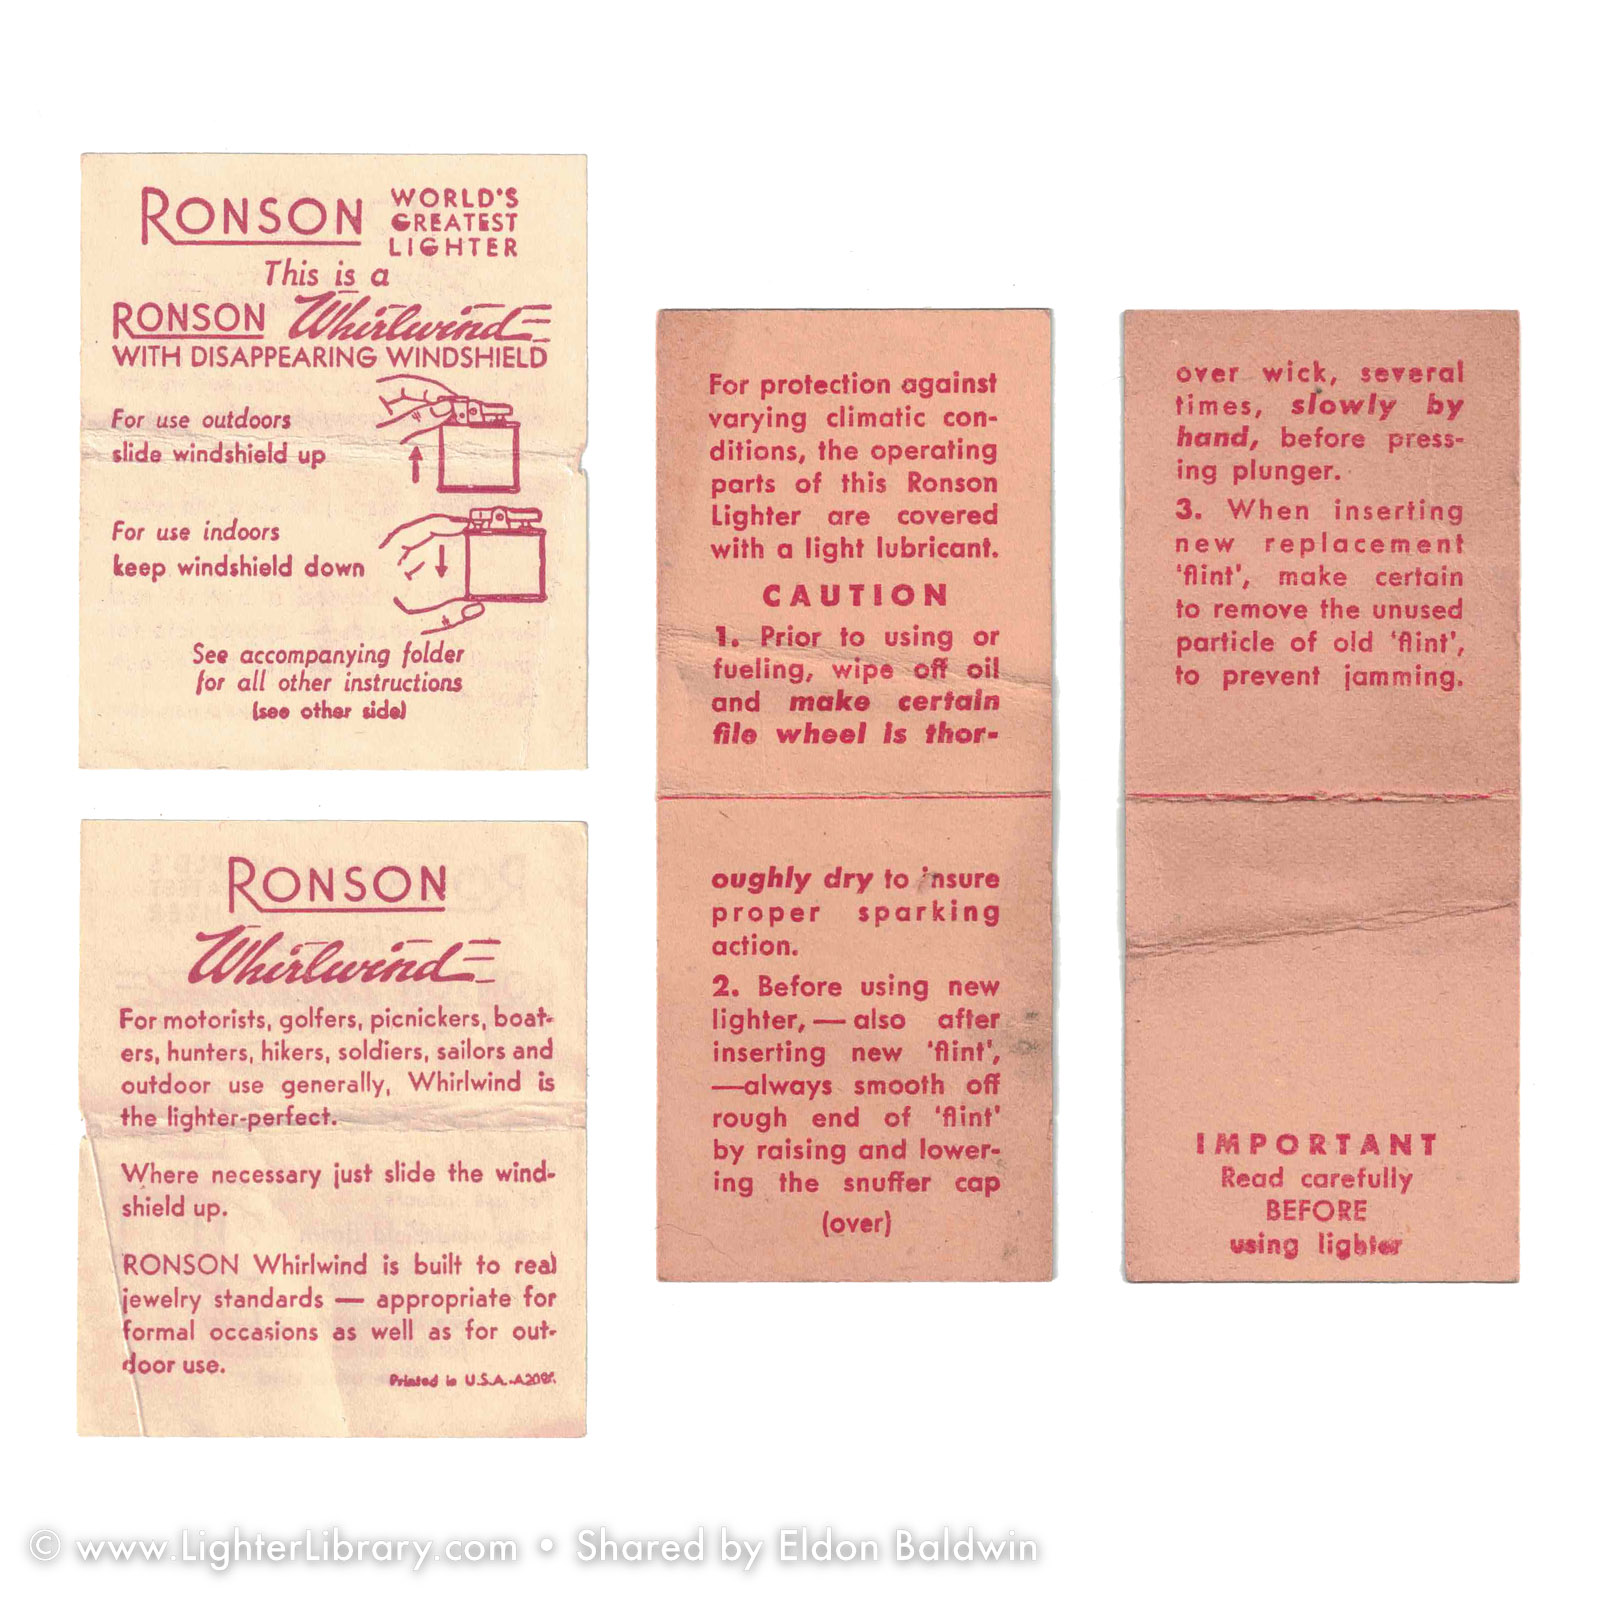 RONSON WORLD'S
GREATEST
LIGHTER
This is a
RONSON Whirlwind
WITH DISAPPEARING WINDSHIELD
For use outdoors
slide windshield up
For use indoors
keep windshield down
See accompanying folder
for all other instructions
(see other side)
RONSON
Whirlwind
For motorists, golfers, picnickers, boat-
ers, hunters, hikers, soldiers, sailors and
outdoor use generally, Whirlwind is
the lighter-perfect.
Where necessary just slide the wind-
shield up.
RONSON Whirlwind is built to real
jewelry standards — appropriate for
formal occasions as well as for out-
door use.
Printed in U.S.A.
For protection against
varying climatic con-
ditions, the operating
parts of this Ronson
Lighter are covered
with a light lubricant.
CAUTION
1. Prior to using or
fueling, wipe off oil
and make certain
file wheel is thor-
oughly dry to insure
proper sparking
action.
2. Before using new
lighter, — also after
inserting new 'flint',
—always smooth off
rough end of 'flint'
by raising and lower-
ing the snuffer cap
(over)
over wick, several
times, slowly by
hand, before press-
ing plunger.
3. When inserting
new replacement
'flint', make certain
to remove the unused
particle of old 'flint',
to prevent jamming.
IMPORTANT
Read carefully
BEFORE
using lighter
© www.LighterLibrary.com • Shared by Eldon Baldwin